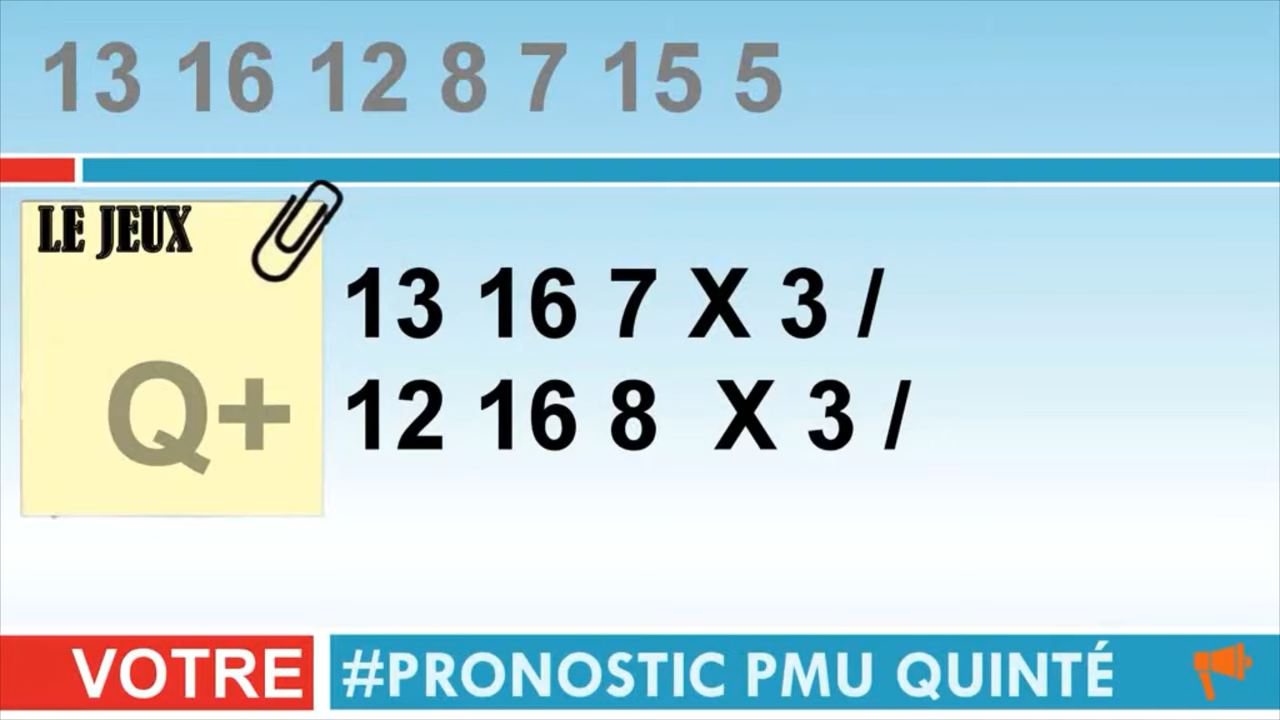 13 16 12 8 7 15 5
LE JEUX
Q+
13 16 7 X 3 /
12 16 8 X 3 /
VOTRE #PRONOSTIC PMU QUINTÉ